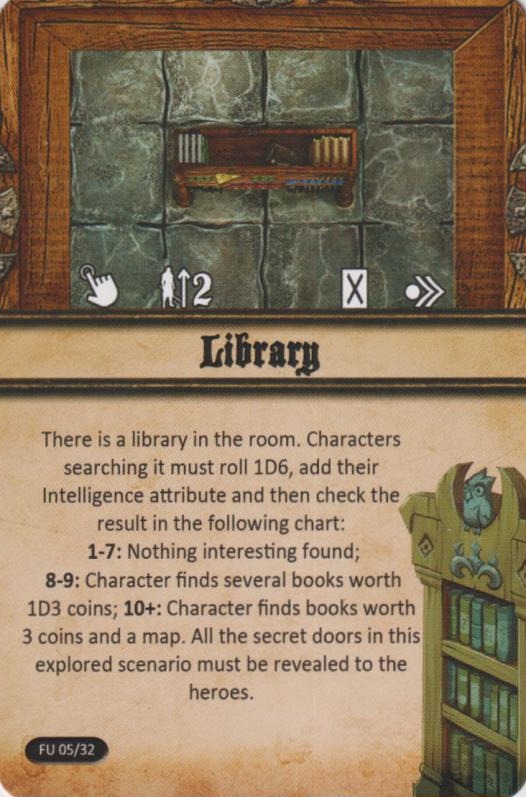 2
X
Library
There is a library in the room. Characters
searching it must roll 1D6, add their
Intelligence attribute and then check the
result in the following chart:
1-7: Nothing interesting found;
8-9: Character finds several books worth
1D3 coins; 10+: Character finds books worth
3 coins and a map. All the secret doors in this
explored scenario must be revealed to the
heroes.
FU 05/32